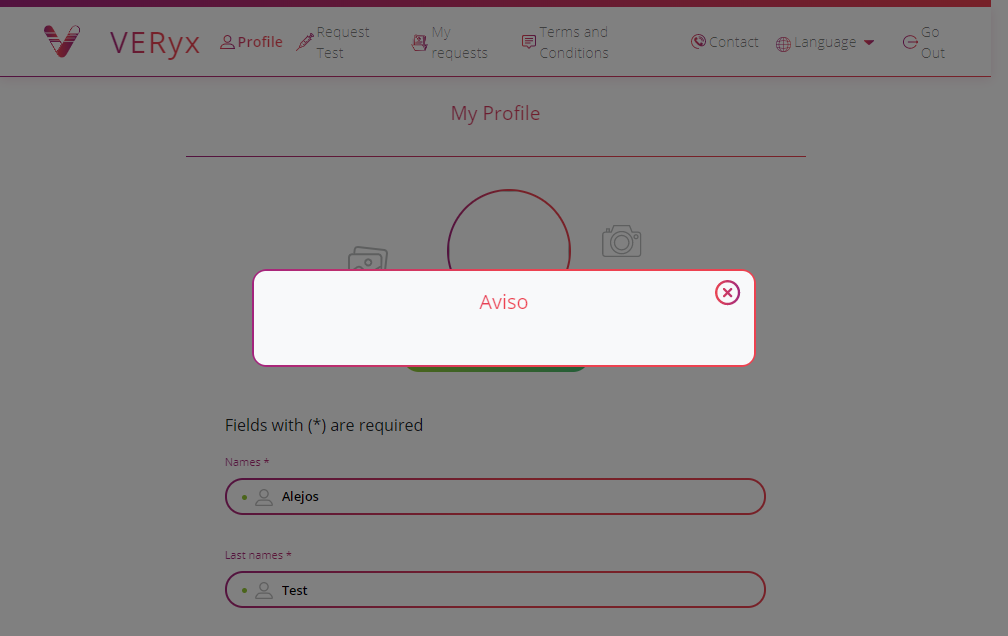 VERyx
Profile
Request
Test
My
requests
Terms and
Conditions
Contact
Language
Go
Out
My Profile
Aviso
Fields with (*) are required
Names *
Alejos
Last names *
Test